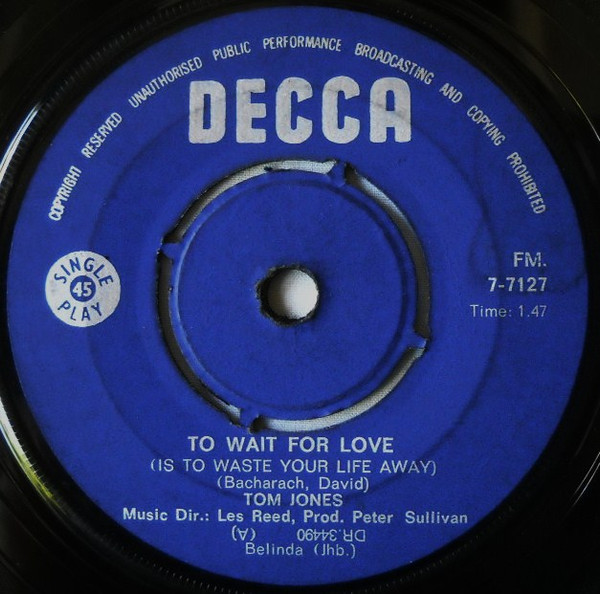 COPYRIGHT RESERVED UNAUTHORISED PUBLIC PERFORMANCE BROADCASTING AND COPYING PROHIBITED
DECCA
SINGLE
45
PLAY
FM.
7-7127
Time: 1.47
TO WAIT FOR LOVE
(IS TO WASTE YOUR LIFE AWAY)
(Bacharach, David)
TOM JONES
Music Dir.: Les Reed, Prod. Peter Sullivan
DR.34490 (A)
Belinda (Jhb.)